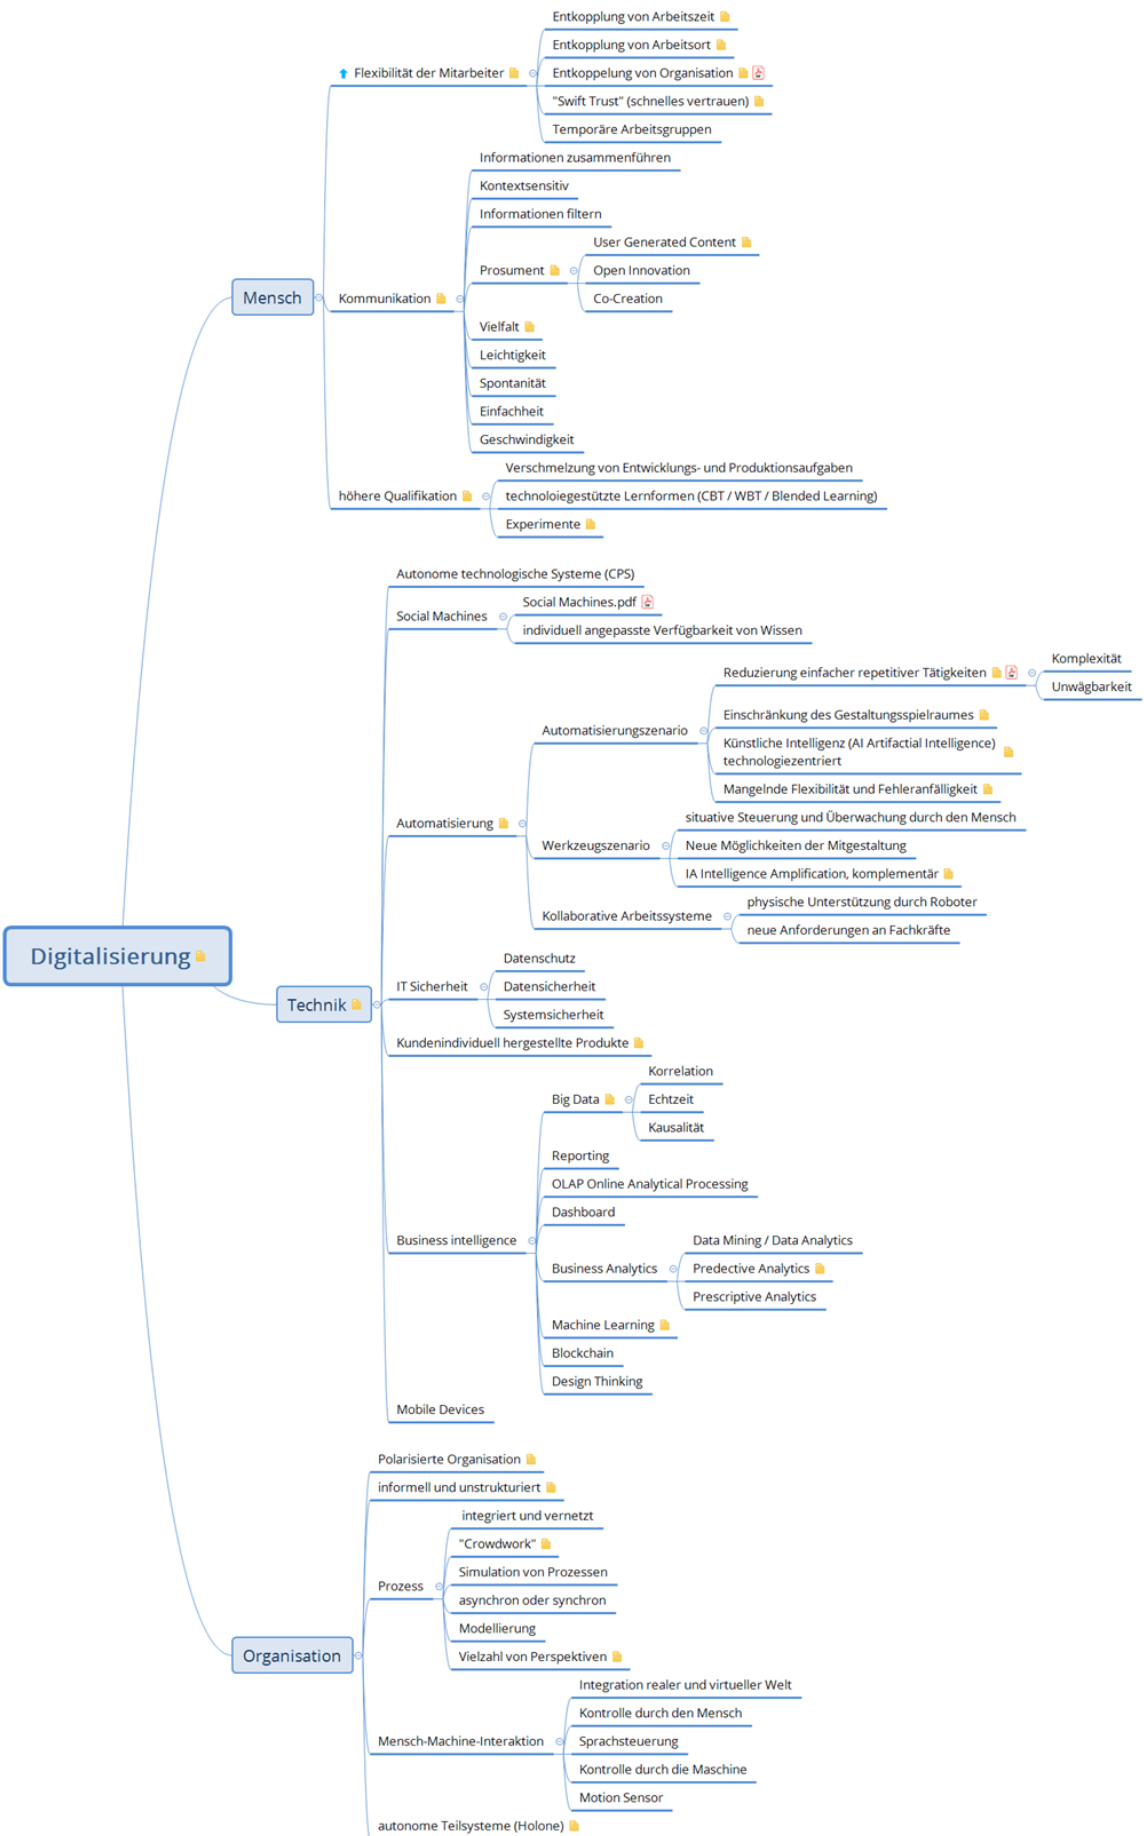 Entkopplung von Arbeitszeit
Entkopplung von Arbeitsort
Flexibilität der Mitarbeiter
Entkoppelung von Organisation
"Swift Trust" (schnelles vertrauen)
Temporäre Arbeitsgruppen
Informationen zusammenführen
Kontextsensitiv
Informationen filtern
User Generated Content
Prosument
Open Innovation
Co-Creation
Mensch
Kommunikation
Vielfalt
Leichtigkeit
Spontanität
Einfachheit
Geschwindigkeit
Verschmelzung von Entwicklungs- und Produktionsaufgaben
höhere Qualifikation
technoloiegestützte Lernformen (CBT / WBT / Blended Learning)
Experimente
Autonome technologische Systeme (CPS)
Social Machines
Social Machines.pdf
individuell angepasste Verfügbarkeit von Wissen
Reduzierung einfacher repetitiver Tätigkeiten
Komplexität
Unwägbarkeit
Einschränkung des Gestaltungsspielraumes
Automatisierungszenario
Künstliche Intelligenz (AI Artifactial Intelligence)
technologiezentriert
Mangelnde Flexibilität und Fehleranfälligkeit
Automatisierung
situative Steuerung und Überwachung durch den Mensch
Werkzeugszenario
Neue Möglichkeiten der Mitgestaltung
IA Intelligence Amplification, komplementär
Kollaborative Arbeitssysteme
physische Unterstützung durch Roboter
neue Anforderungen an Fachkräfte
Digitalisierung
Technik
IT Sicherheit
Datenschutz
Datensicherheit
Systemsicherheit
Kundenindividuell hergestellte Produkte
Big Data
Korrelation
Echtzeit
Kausalität
Reporting
OLAP Online Analytical Processing
Dashboard
Business intelligence
Business Analytics
Data Mining / Data Analytics
Predective Analytics
Prescriptive Analytics
Machine Learning
Blockchain
Design Thinking
Mobile Devices
Polarisierte Organisation
informell und unstrukturiert
integriert und vernetzt
"Crowdwork"
Simulation von Prozessen
Prozess
asynchron oder synchron
Modellierung
Vielzahl von Perspektiven
Organisation
Integration realer und virtueller Welt
Kontrolle durch den Mensch
Mensch-Machine-Interaktion
Sprachsteuerung
Kontrolle durch die Maschine
Motion Sensor
autonome Teilsysteme (Holone)